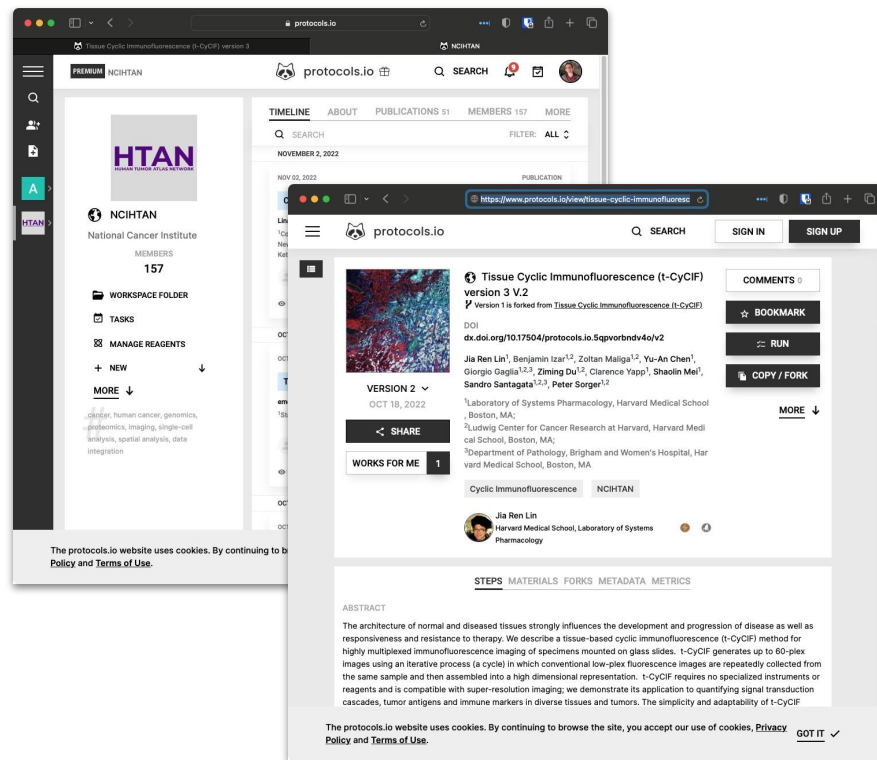 protocols.io
Tissue Cyclic Immunofluorescence (t-CyCIF) version 3
NCIHTAN
PREMIUM NCIHTAN
protocols.io
SEARCH
9
A
HTAN
HTAN
HUMAN TUMOR ATLAS NETWORK
NCIHTAN
National Cancer Institute
MEMBERS
157
WORKSPACE FOLDER
TASKS
MANAGE REAGENTS
+ NEW
MORE
cancer, human cancer, genomics,
proteomics, imaging, single-cell
analysis, spatial analysis, data
integration
TIMELINE ABOUT PUBLICATIONS 51 MEMBERS 157 MORE
SEARCH FILTER: ALL
NOVEMBER 2, 2022
NOV 02, 2022 PUBLICATION
The protocols.io website uses cookies. By continuing to
Policy and Terms of Use.
https://www.protocols.io/view/tissue-cyclic-immunofluoresc
protocols.io
SEARCH
SIGN IN
SIGN UP
VERSION 2
OCT 18, 2022
SHARE
WORKS FOR ME 1
Tissue Cyclic Immunofluorescence (t-CyCIF)
version 3 V.2
Version 1 is forked from Tissue Cyclic Immunofluorescence (t-CyCIF)
DOI
dx.doi.org/10.17504/protocols.io.5qpvorbndv4o/v2
Jia Ren Lin1, Benjamin Izar1,2, Zoltan Maliga1,2, Yu-An Chen1,
Giorgio Gaglia1,2,3, Ziming Du1,2, Clarence Yapp1, Shaolin Mei1,
Sandro Santagata1,2,3, Peter Sorger1,2
1Laboratory of Systems Pharmacology, Harvard Medical School
, Boston, MA;
2Ludwig Center for Cancer Research at Harvard, Harvard Medi
cal School, Boston, MA;
3Department of Pathology, Brigham and Women's Hospital, Har
vard Medical School, Boston, MA
Cyclic Immunofluorescence NCIHTAN
Jia Ren Lin
Harvard Medical School, Laboratory of Systems
Pharmacology
COMMENTS 0
BOOKMARK
RUN
COPY / FORK
MORE
STEPS MATERIALS FORKS METADATA METRICS
ABSTRACT
The architecture of normal and diseased tissues strongly influences the development and progression of disease as well as
responsiveness and resistance to therapy. We describe a tissue-based cyclic immunofluorescence (t-CyCIF) method for
highly multiplexed immunofluorescence imaging of specimens mounted on glass slides. t-CyCIF generates up to 60-plex
images using an iterative process (a cycle) in which conventional low-plex fluorescence images are repeatedly collected from
the same sample and then assembled into a high dimensional representation. t-CyCIF requires no specialized instruments or
reagents and is compatible with super-resolution imaging; we demonstrate its application to quantifying signal transduction
cascades, tumor antigens and immune markers in diverse tissues and tumors. The simplicity and adaptability of t-CyCIF
The protocols.io website uses cookies. By continuing to browse the site, you accept our use of cookies, Privacy
Policy and Terms of Use.
GOT IT